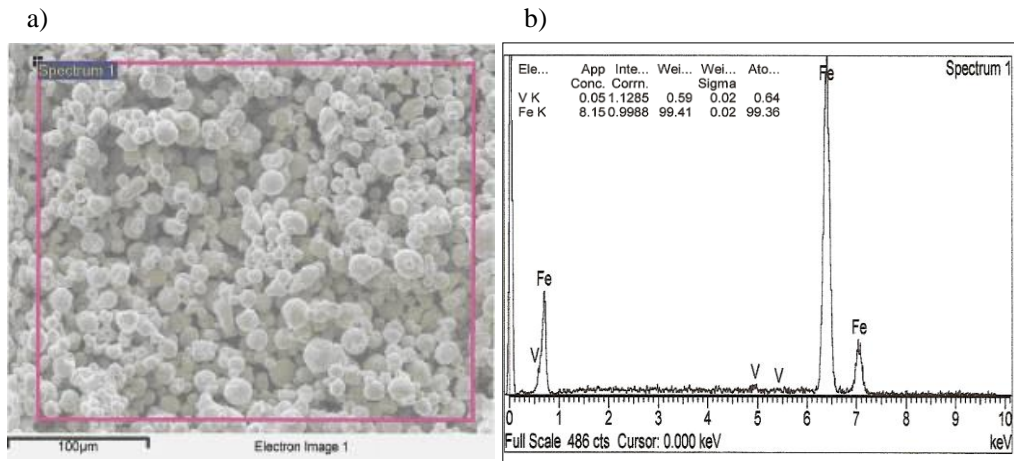 a)
b)
Spectrum 1
100µm
Electron Image 1
Ele... App Inte... Wei... Wei... Ato...
Conc. Corrn. Sigma
V K 0.05 1.1285 0.59 0.02 0.64
Fe K 8.15 0.9988 99.41 0.02 99.36
Fe
Spectrum 1
Fe
Fe
V
V
V
0 1 2 3 4 5 6 7 8 9 10
Full Scale 486 cts Cursor: 0.000 keV
keV